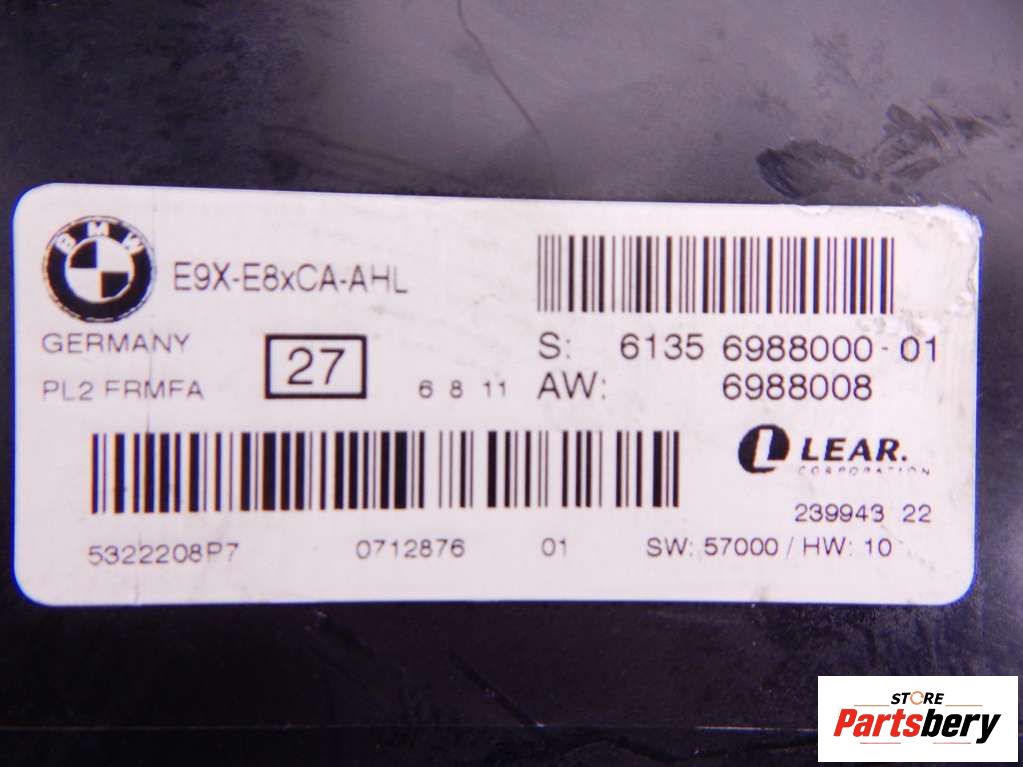 BMW
E9X-E8xCA-AHL
GERMANY
PL2 FRMFA
27
6 8 11
S: 6135 6988000-01
AW: 6988008
LEAR.
CORPORATION
239943 22
5322208P7 0712876 01 SW: 57000 / HW: 10
STORE
Partsbery